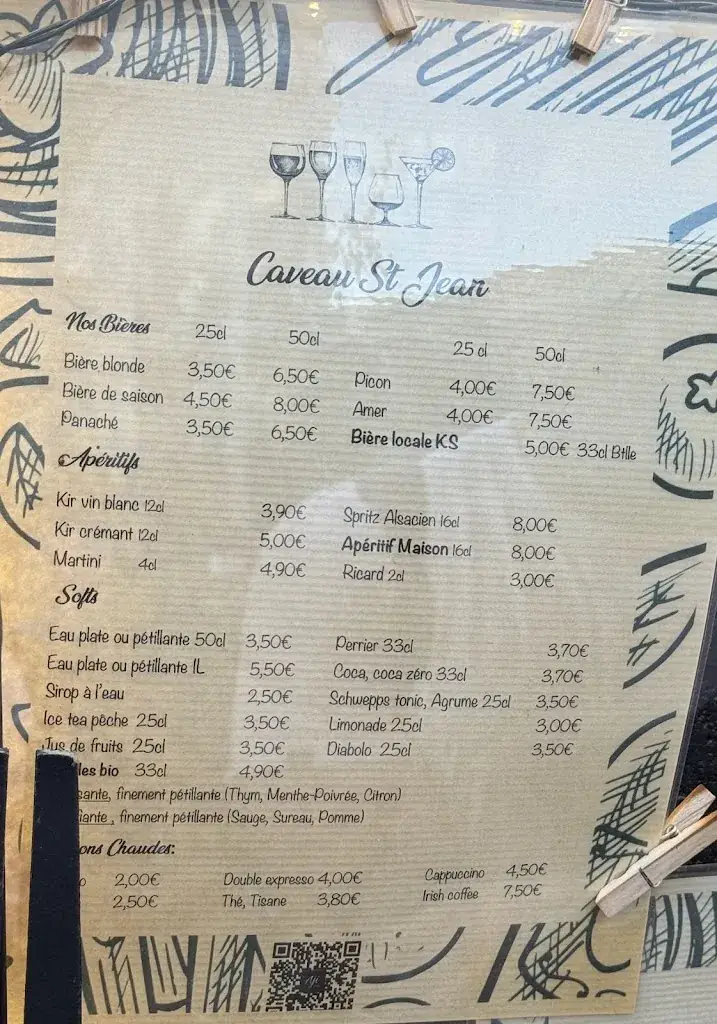 Caveau St Jean
Nos Bières 25cl 50cl
Bière blonde 3,50€ 6,50€
Bière de saison 4,50€ 8,00€
Panaché 3,50€ 6,50€
25 cl 50cl
Picon 4,00€ 7,50€
Amer 4,00€ 7,50€
Bière locale KS 5,00€ 33cl Btlle
Apéritifs
Kir vin blanc 12cl 3,90€
Kir crémant 12cl 5,00€
Martini 4cl 4,90€
Spritz Alsacien 16cl 8,00€
Apéritif Maison 16cl 8,00€
Ricard 2cl 3,00€
Softs
Eau plate ou pétillante 50cl 3,50€
Eau plate ou pétillante 1L 5,50€
Sirop à l'eau 2,50€
Ice tea pêche 25cl 3,50€
Jus de fruits 25cl 3,50€
Perrier 33cl 3,70€
Coca, coca zéro 33cl 3,70€
Schwepps tonic, Agrume 25cl 3,50€
Limonade 25cl 3,00€
Diabolo 25cl 3,50€
bio 33cl 4,90€
finement pétillante (Thym, Menthe-Poivrée, Citron)
finement pétillante (Sauge, Sureau, Pomme)
Chaudes:
2,00€ Double expresso 4,00€ Cappuccino 4,50€
2,50€ Thé, Tisane 3,80€ Irish coffee 7,50€